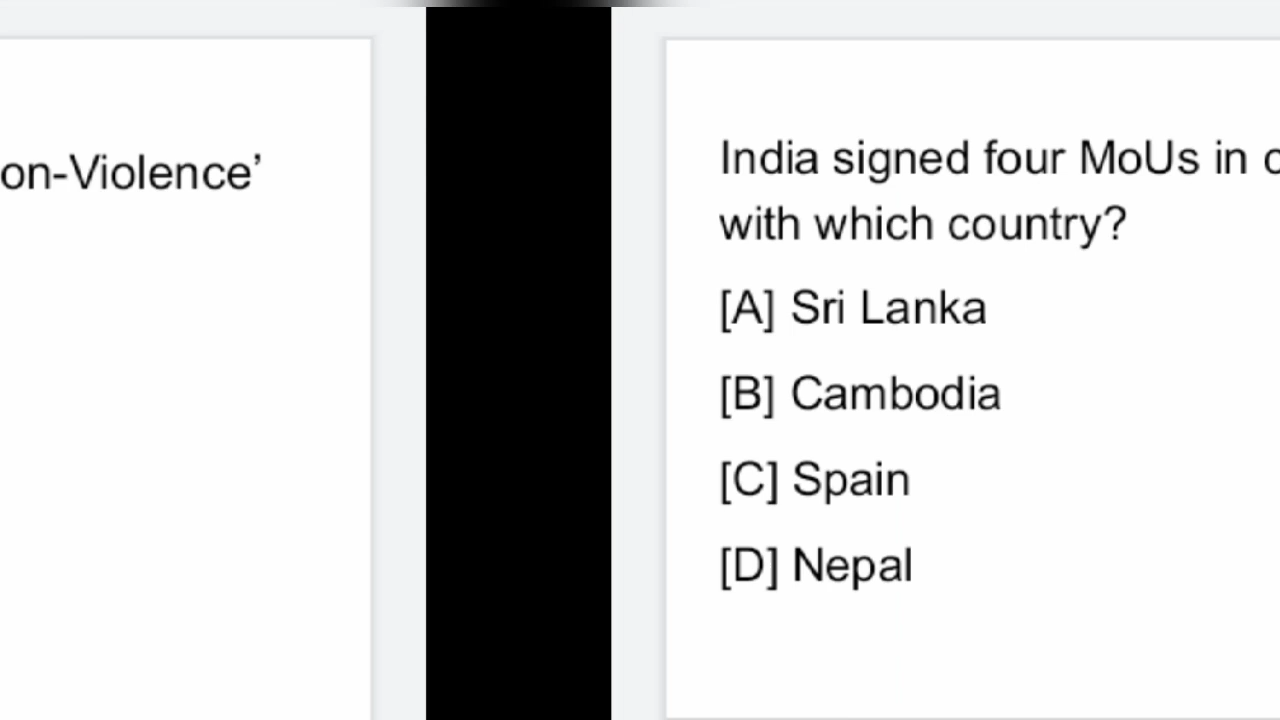 on-Violence’
India signed four MoUs in
with which country?
[A] Sri Lanka
[B] Cambodia
[C] Spain
[D] Nepal